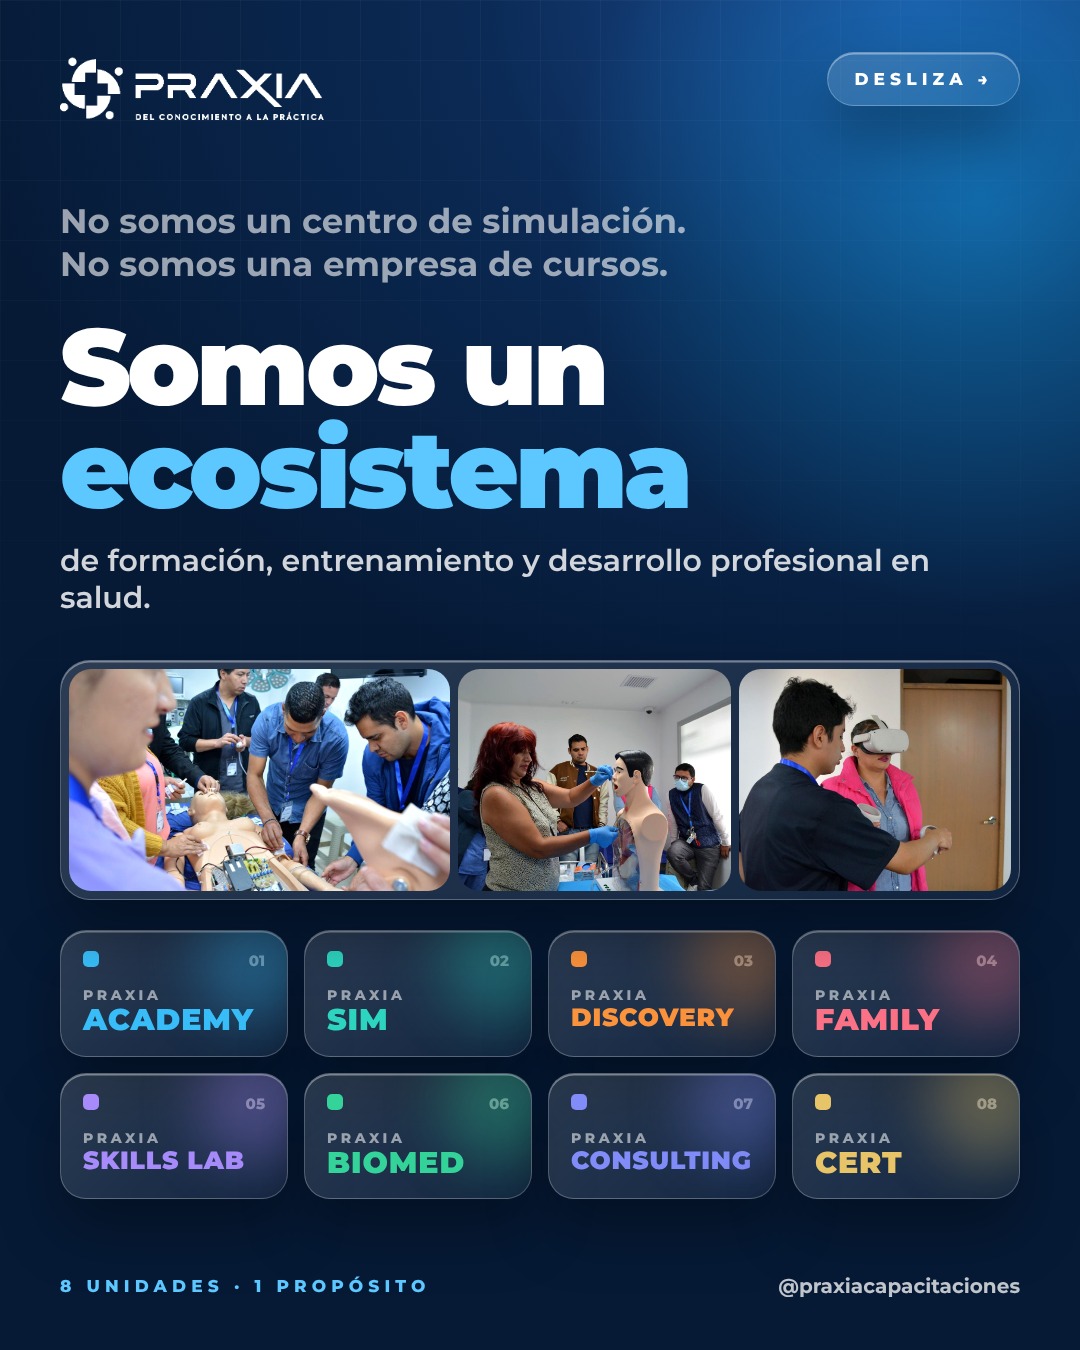 PRAXIA
DEL CONOCIMIENTO A LA PRÁCTICA
DESLIZA →
No somos un centro de simulación.
No somos una empresa de cursos.
Somos un
ecosistema
de formación, entrenamiento y desarrollo profesional en
salud.
01
PRAXIA
ACADEMY
02
PRAXIA
SIM
03
PRAXIA
DISCOVERY
04
PRAXIA
FAMILY
05
PRAXIA
SKILLS LAB
06
PRAXIA
BIOMED
07
PRAXIA
CONSULTING
08
PRAXIA
CERT
8 UNIDADES · 1 PROPÓSITO
@praxiacapacitaciones